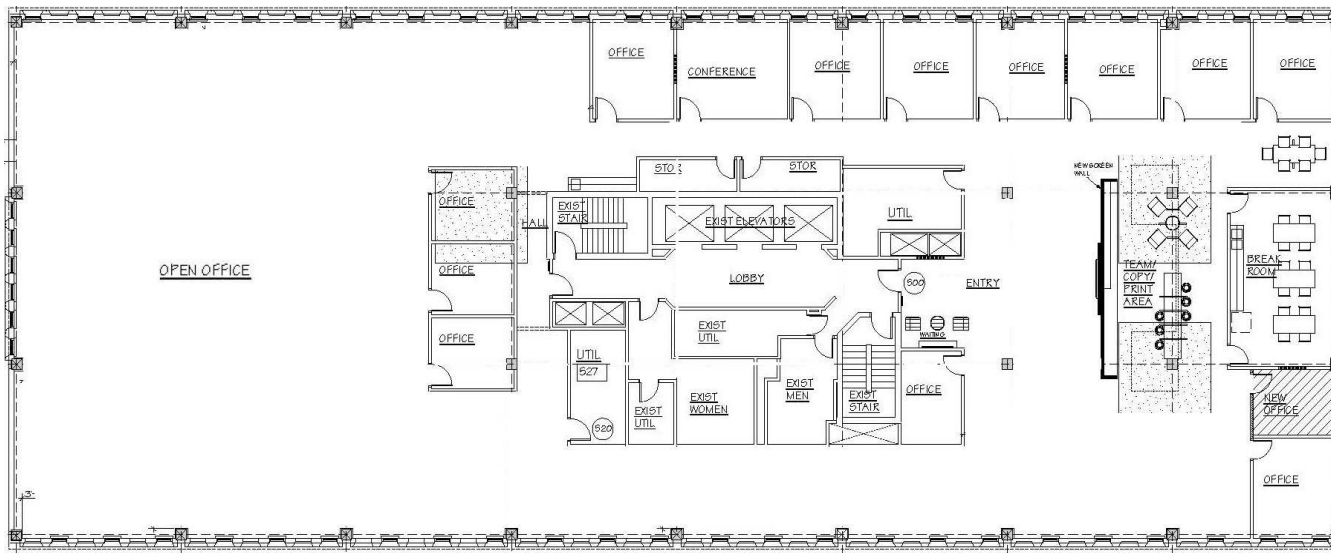 OFFICE
CONFERENCE
OFFICE
OFFICE
OFFICE
OFFICE
OFFICE
OFFICE
STOR
STOR
NEW SCREEN
WALL
OFFICE
HALL
EXIST
STAIR
EXIST ELEVATORS
UTIL
OPEN OFFICE
OFFICE
LOBBY
500
ENTRY
TEAM/
COPY/
PRINT
AREA
BREAK
ROOM
OFFICE
UTIL
527
EXIST
UTIL
WAITING
OFFICE
EXIST
WOMEN
EXIST
MEN
EXIST
STAIR
EXIST
UTIL
520
NEW
OFFICE
OFFICE
3'-